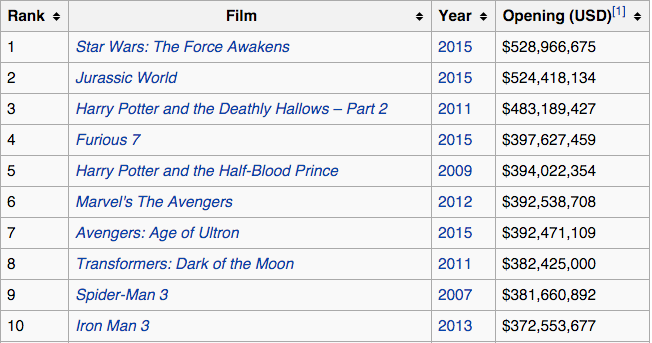 Rank Film Year Opening (USD)[1]
1 Star Wars: The Force Awakens 2015 $528,966,675
2 Jurassic World 2015 $524,418,134
3 Harry Potter and the Deathly Hallows – Part 2 2011 $483,189,427
4 Furious 7 2015 $397,627,459
5 Harry Potter and the Half-Blood Prince 2009 $394,022,354
6 Marvel's The Avengers 2012 $392,538,708
7 Avengers: Age of Ultron 2015 $392,471,109
8 Transformers: Dark of the Moon 2011 $382,425,000
9 Spider-Man 3 2007 $381,660,892
10 Iron Man 3 2013 $372,553,677